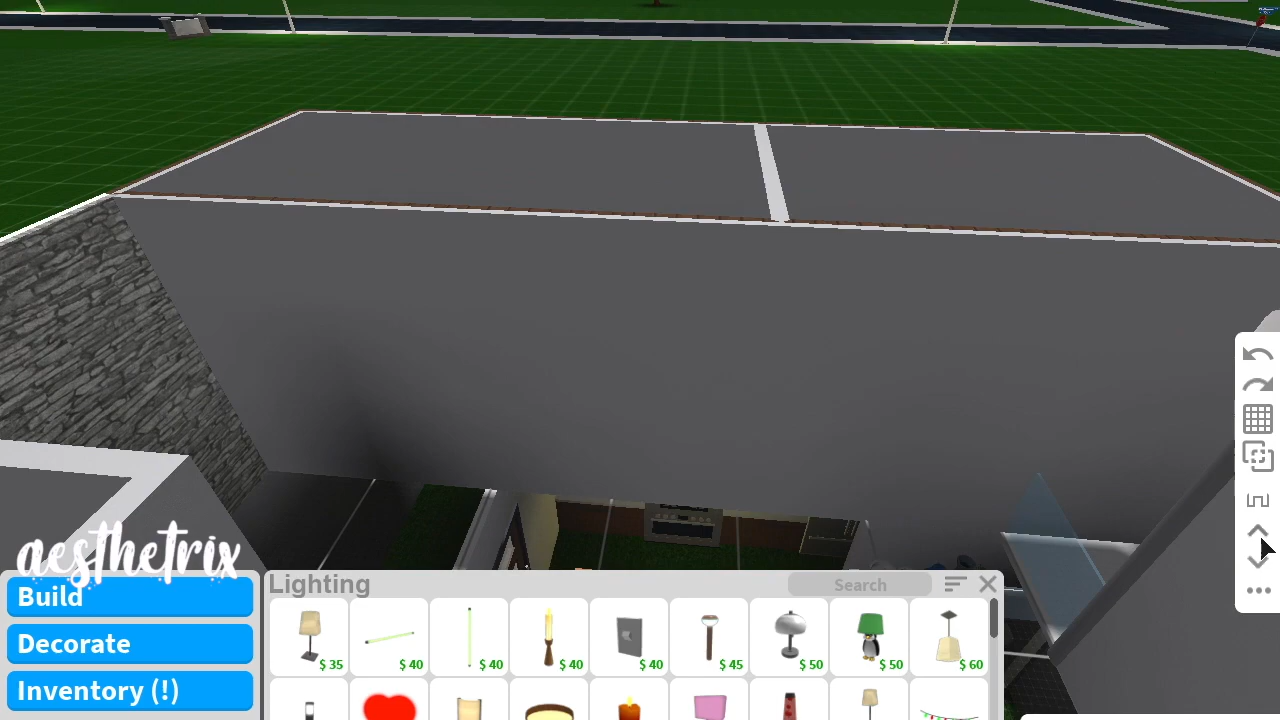 aesthetrix
Build
Decorate
Inventory (!)
Lighting
Search
$ 35
$ 40
$ 40
$ 40
$ 40
$ 45
$ 50
$ 50
$ 60